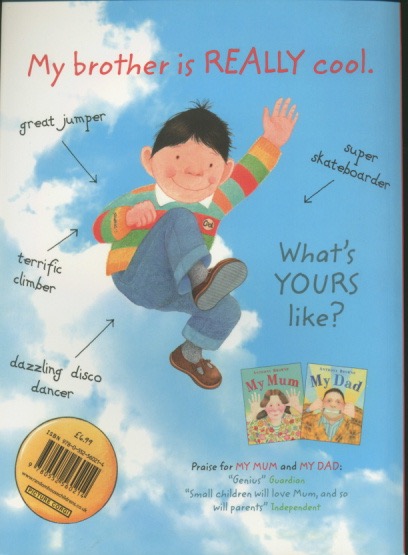 My brother is REALLY cool.
great jumper
super
skateboarder
terrific
climber
What's
YOURS
like?
dazzling disco
dancer
My Mum
My Dad
£6.99
PICTURE CORGI
Praise for MY MUM and MY DAD:
"Genius" Guardian
"Small children will love Mum, and so
will parents" Independent